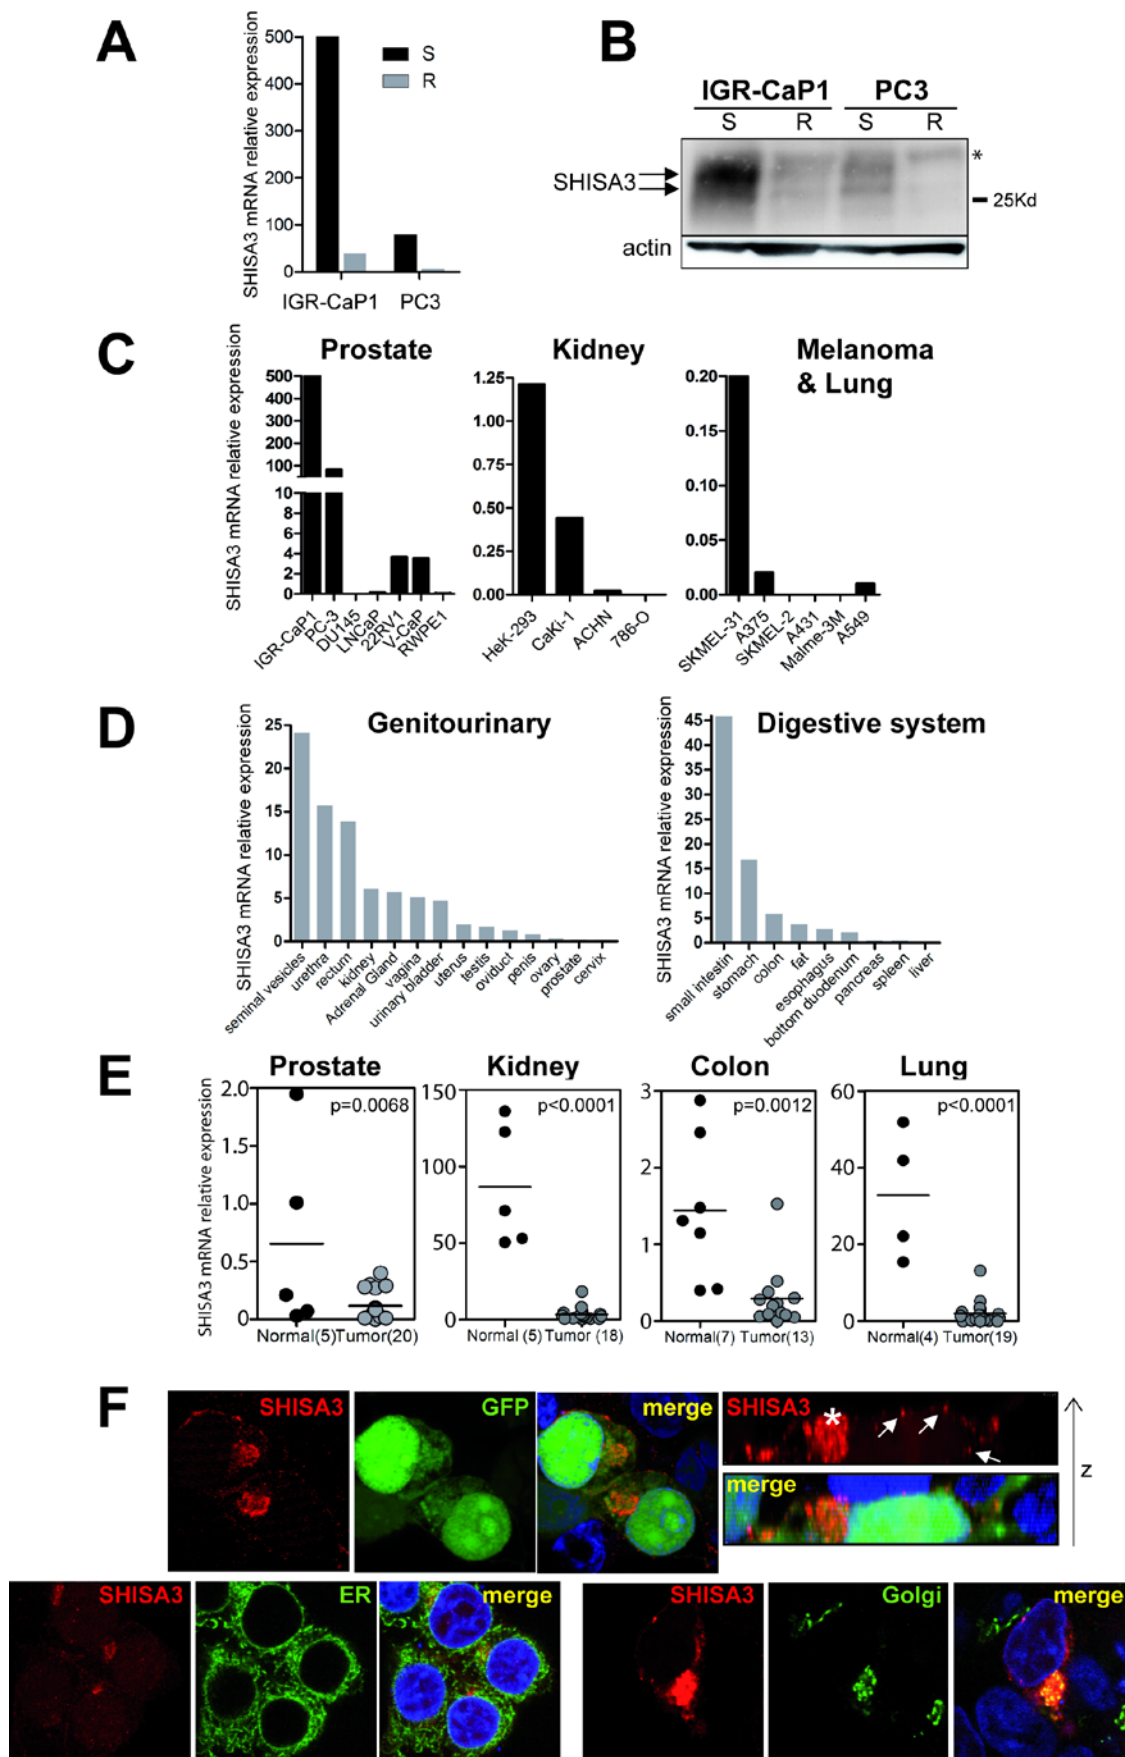 A
SHISA3 mRNA relative expression
500
400
300
200
100
0
S
R
IGR-CaP1 PC3
B
IGR-CaP1 PC3
S R S R
SHISA3
*
25Kd
actin
C
Prostate
SHISA3 mRNA relative expression
500
400
300
200
100
10
8
6
4
2
0
IGR-CaP1
PC-3
DU145
LNCaP
22RV1
V-CaP
RWPE1
Kidney
1.25
1.00
0.75
0.50
0.25
0.00
HeK-293
CaKi-1
ACHN
786-O
Melanoma
& Lung
0.20
0.15
0.10
0.05
0.00
SKMEL-31
A375
SKMEL-2
A431
Malme-3M
A549
D
Genitourinary
SHISA3 mRNA relative expression
25
20
15
10
5
0
seminal vesicles
urethra
rectum
kidney
Adrenal Gland
vagina
urinary bladder
uterus
testis
oviduct
penis
ovary
prostate
cervix
Digestive system
SHISA3 mRNA relative expression
45
40
35
30
25
20
15
10
5
0
small intestin
stomach
colon
fat
esophagus
bottom duodenum
pancreas
spleen
liver
E
SHISA3 mRNA relative expression
Prostate
2.0
1.5
1.0
0.5
0
p=0.0068
Normal(5) Tumor(20)
Kidney
150
100
50
0
p<0.0001
Normal (5) Tumor (18)
Colon
3
2
1
0
p=0.0012
Normal(7) Tumor(13)
Lung
60
40
20
0
p<0.0001
Normal(4) Tumor(19)
F
SHISA3
GFP
merge
SHISA3
*
merge
z
SHISA3
ER
merge
SHISA3
Golgi
merge